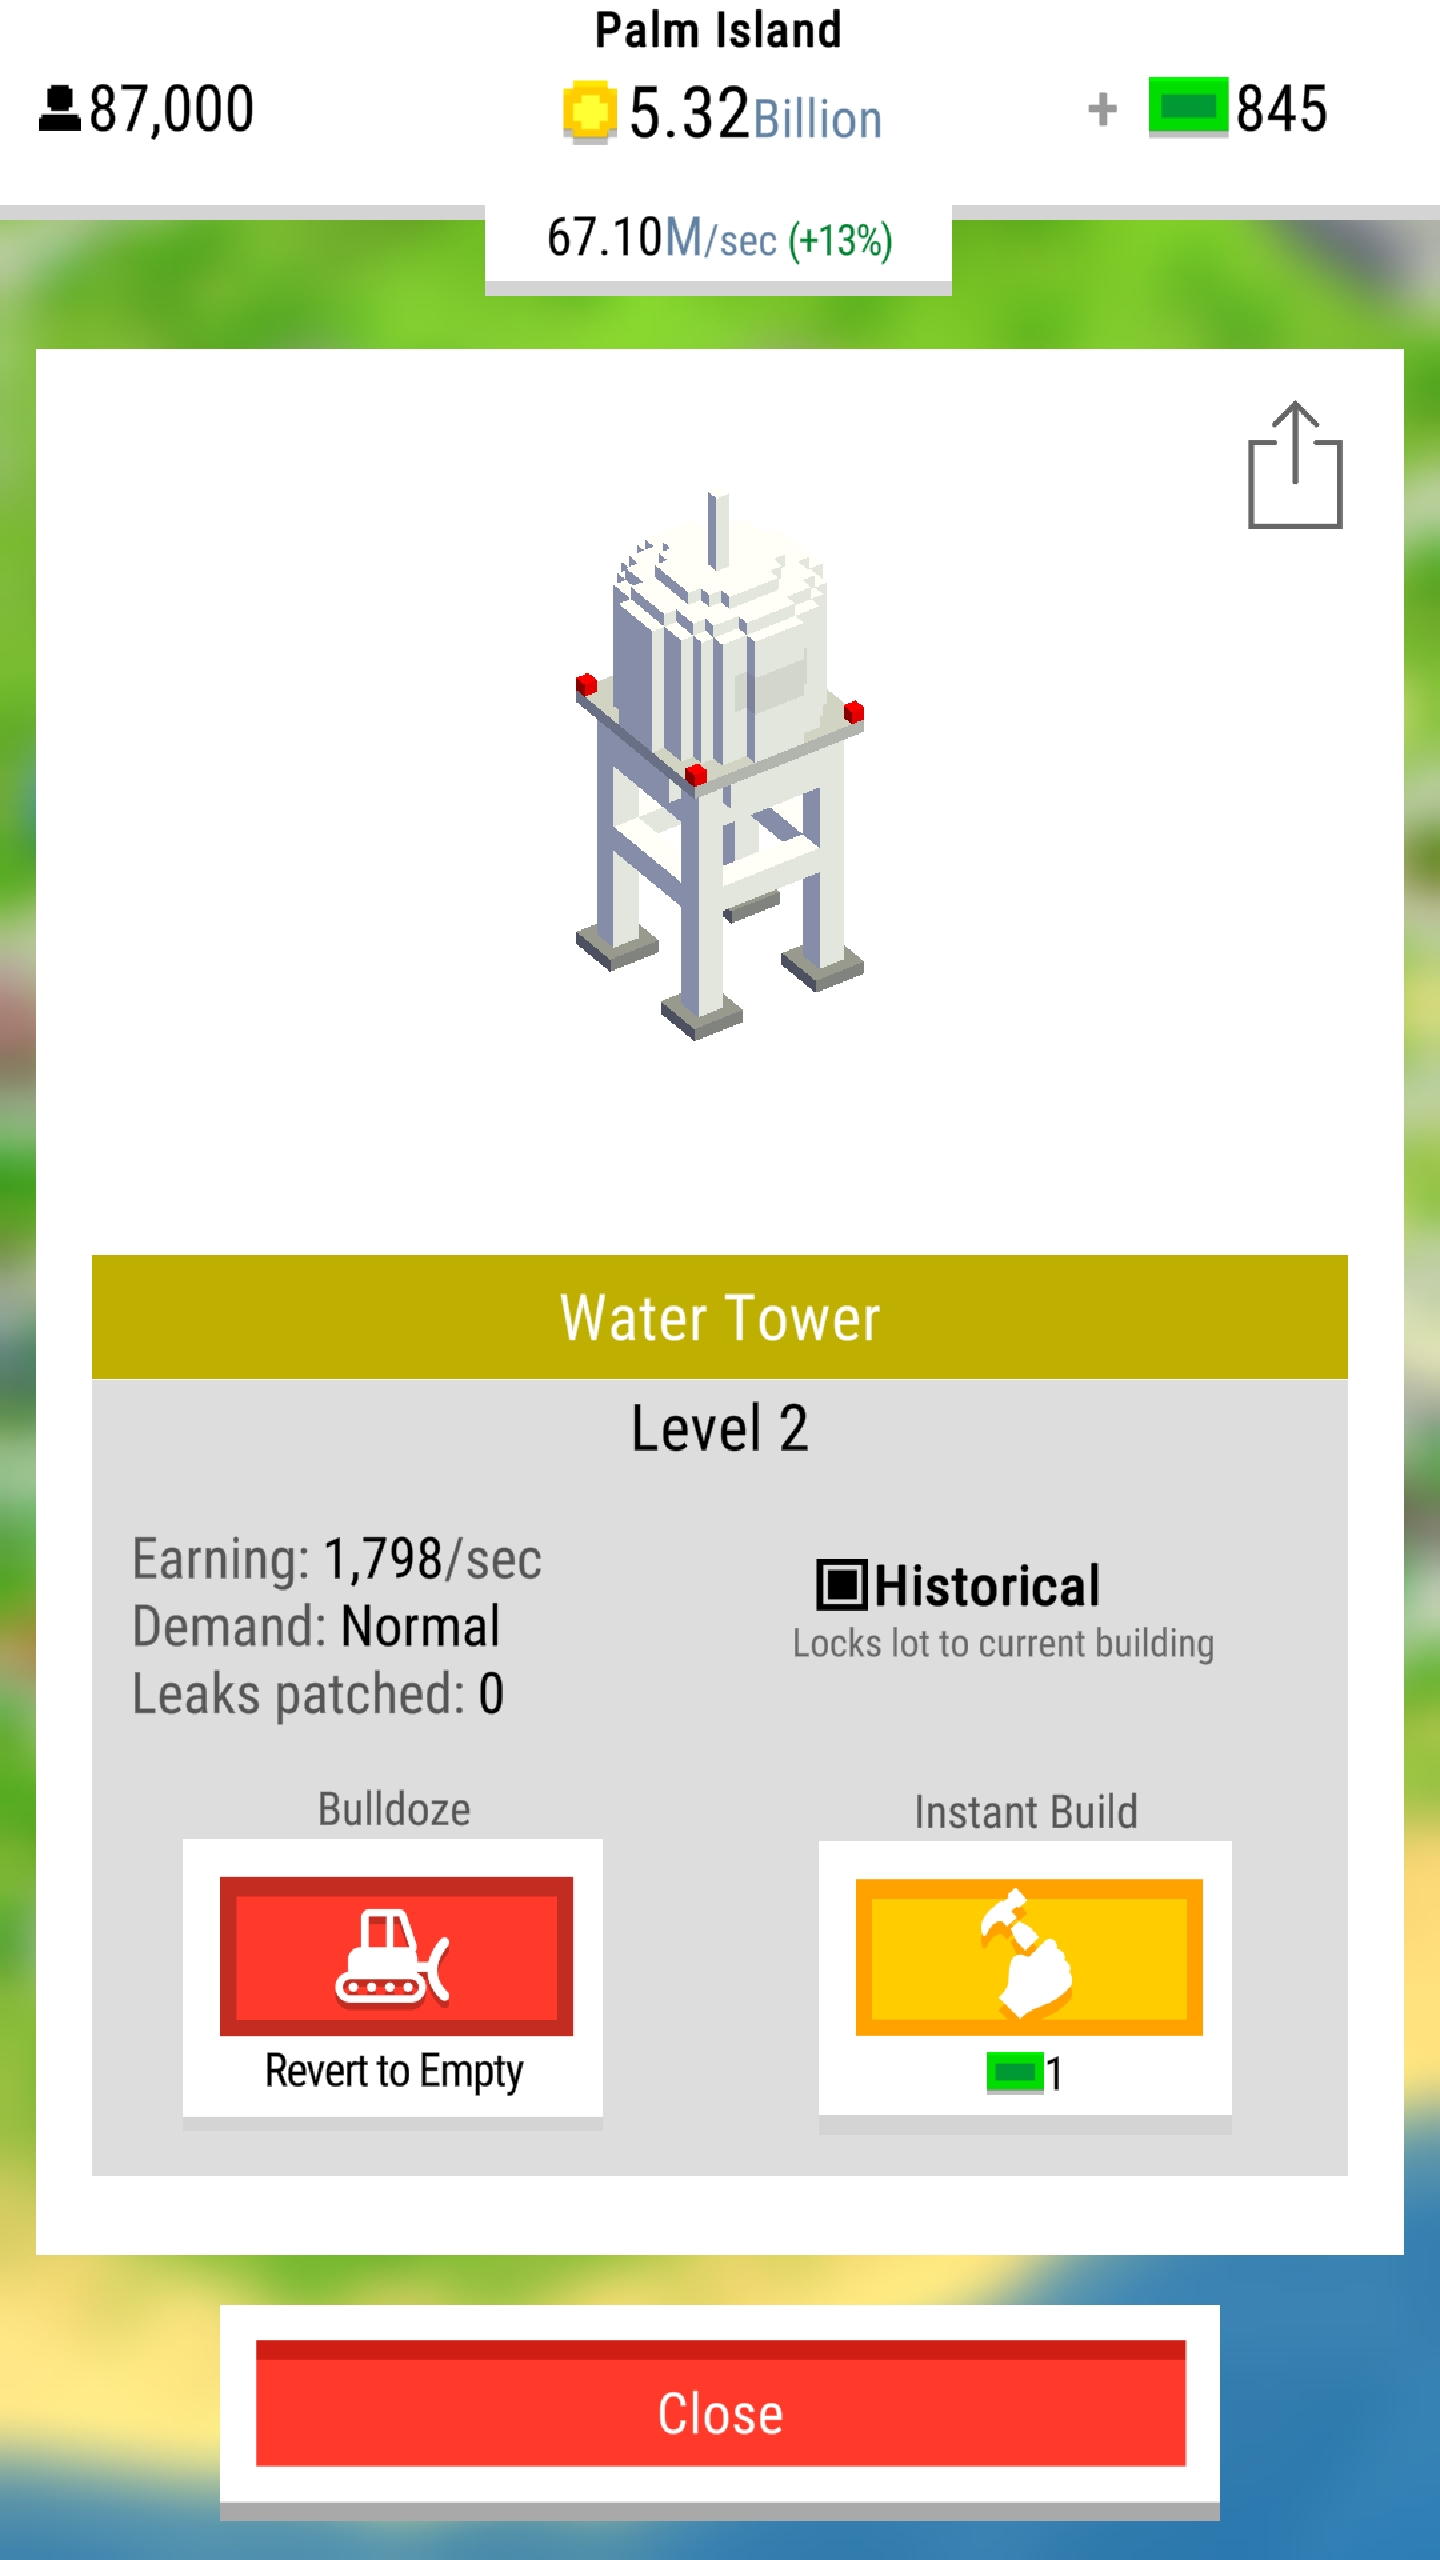 Palm Island
87,000
5.32Billion
+ 845
67.10M/sec (+13%)
Water Tower
Level 2
Earning: 1,798/sec
Demand: Normal
Leaks patched: 0
Historical
Locks lot to current building
Bulldoze
Revert to Empty
Instant Build
1
Close